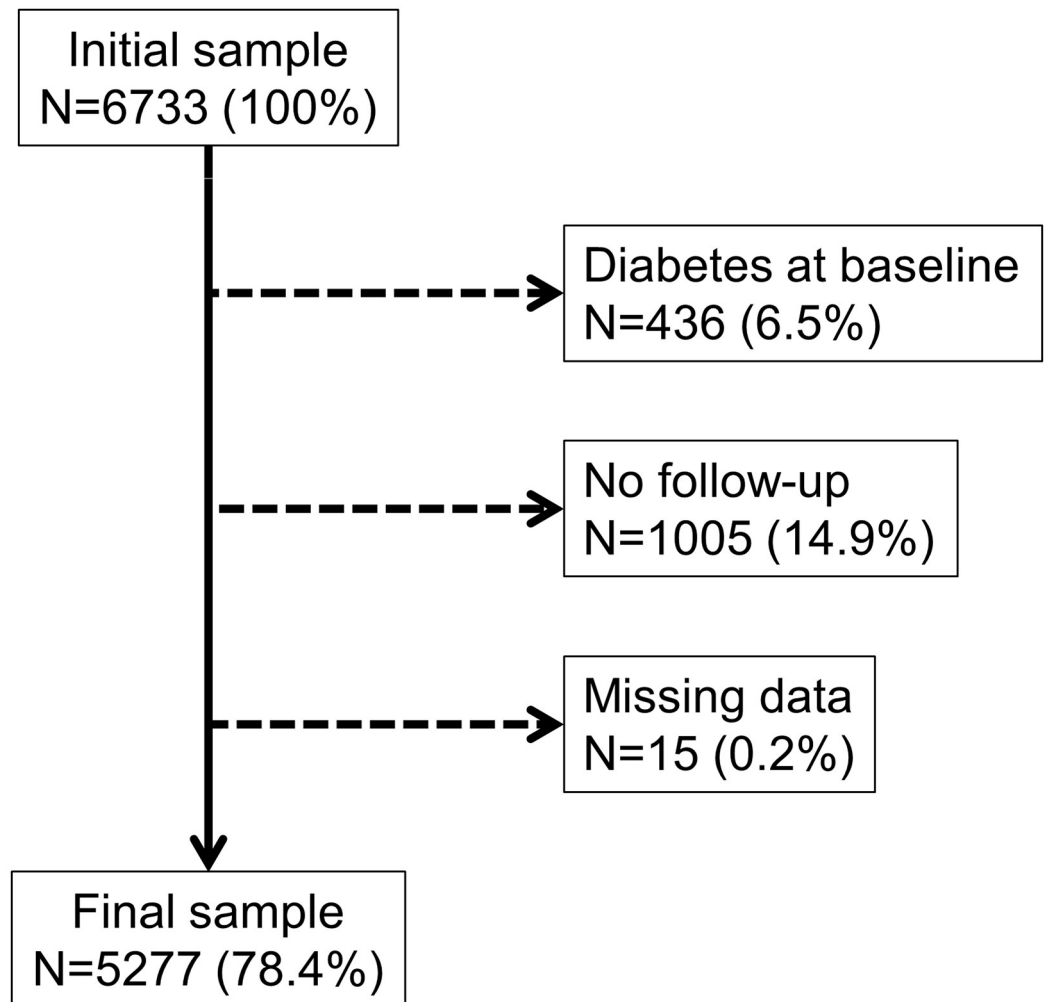 Initial sample
N=6733 (100%)
Diabetes at baseline
N=436 (6.5%)
No follow-up
N=1005 (14.9%)
Missing data
N=15 (0.2%)
Final sample
N=5277 (78.4%)